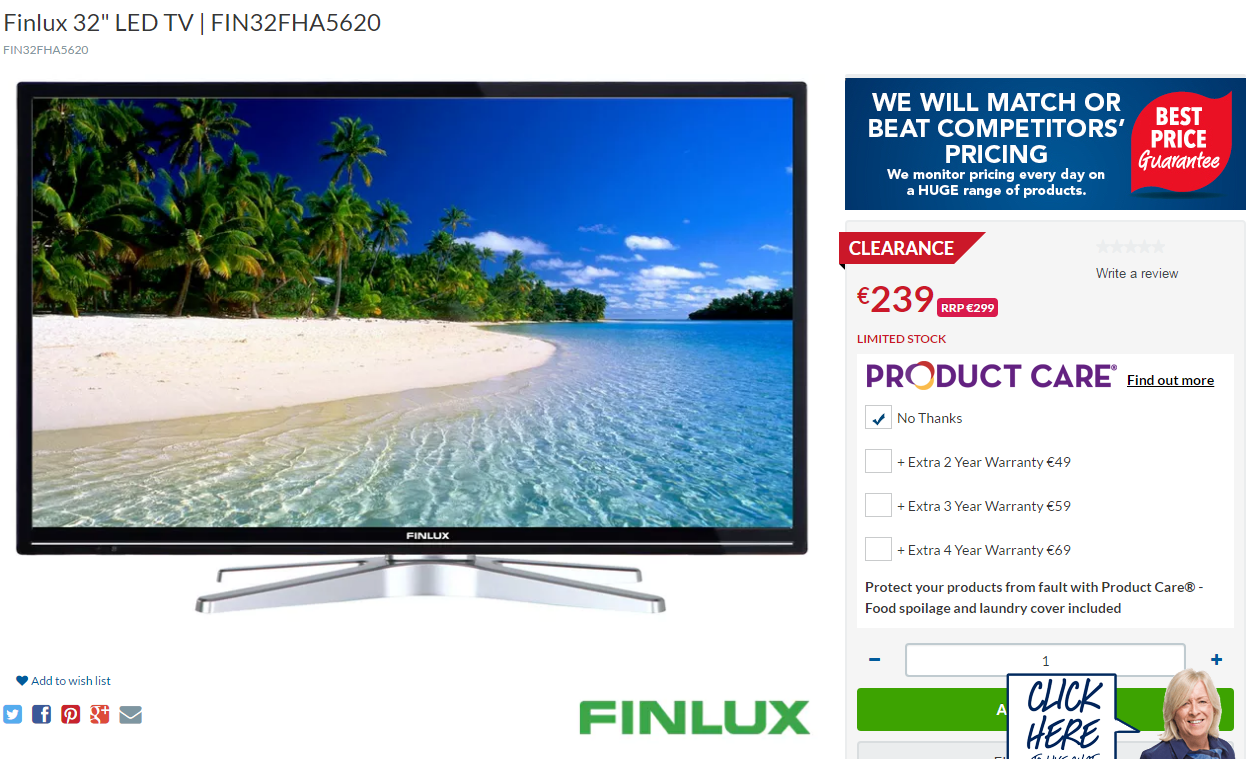 Finlux 32" LED TV | FIN32FHA5620
FIN32FHA5620
FINLUX
Add to wish list
FINLUX
WE WILL MATCH OR
BEAT COMPETITORS'
PRICING
We monitor pricing every day on
a HUGE range of products.
BEST
PRICE
Guarantee
CLEARANCE
Write a review
€239 RRP €299
LIMITED STOCK
PRODUCT CARE® Find out more
No Thanks
+ Extra 2 Year Warranty €49
+ Extra 3 Year Warranty €59
+ Extra 4 Year Warranty €69
Protect your products from fault with Product Care® -
Food spoilage and laundry cover included
- 1 +
CLICK
HERE